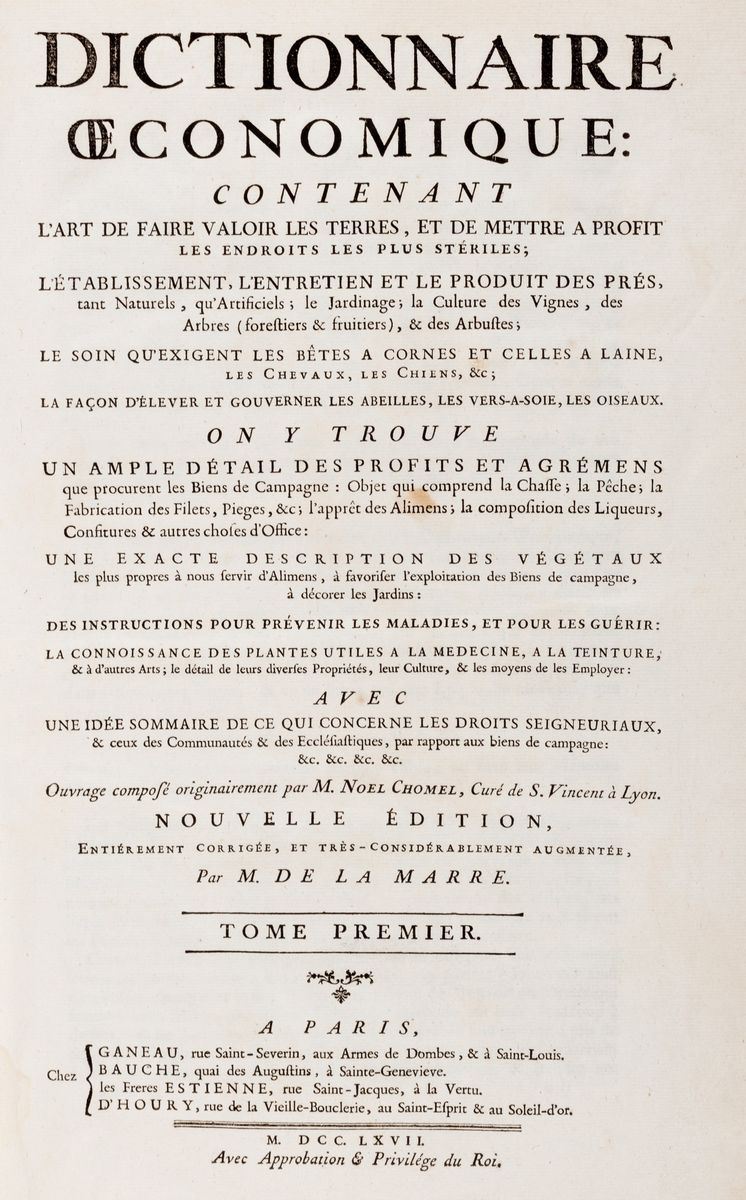 DICTIONNAIRE
ŒCONOMIQUE:
CONTENANT
L'ART DE FAIRE VALOIR LES TERRES, ET DE METTRE A PROFIT
LES ENDROITS LES PLUS STÉRILES;
L'ÉTABLISSEMENT, L'ENTRETIEN ET LE PRODUIT DES PRÉS,
tant Naturels, qu'Artificiels; le Jardinage; la Culture des Vignes, des
Arbres (foreſtiers & fruitiers), & des Arbuſtes;
LE SOIN QU'EXIGENT LES BÊTES A CORNES ET CELLES A LAINE,
LES CHEVAUX, LES CHIENS, &c;
LA FAÇON D'ÉLEVER ET GOUVERNER LES ABEILLES, LES VERS-A-SOIE, LES OISEAUX.
ON Y TROUVE
UN AMPLE DÉTAIL DES PROFITS ET AGRÉMENS
que procurent les Biens de Campagne: Objet qui comprend la Chaſſe; la Pêche; la
Fabrication des Filets, Pieges, &c; l'apprêt des Alimens; la compoſition des Liqueurs,
Confitures & autres choſes d'Office:
UNE EXACTE DESCRIPTION DES VÉGÉTAUX
les plus propres à nous ſervir d'Alimens, à favoriſer l'exploitation des Biens de campagne,
à décorer les Jardins:
DES INSTRUCTIONS POUR PRÉVENIR LES MALADIES, ET POUR LES GUÉRIR:
LA CONNOISSANCE DES PLANTES UTILES A LA MEDECINE, A LA TEINTURE,
& à d'autres Arts; le détail de leurs diverſes Propriétés, leur Culture, & les moyens de les Employer:
AVEC
UNE IDÉE SOMMAIRE DE CE QUI CONCERNE LES DROITS SEIGNEURIAUX,
& ceux des Communautés & des Eccléſiaſtiques, par rapport aux biens de campagne:
&c. &c. &c. &c.
Ouvrage compoſé originairement par M. NOEL CHOMEL, Curé de S. Vincent à Lyon.
NOUVELLE ÉDITION,
ENTIÉREMENT CORRIGÉE, ET TRÈS-CONSIDÉRABLEMENT AUGMENTÉE,
Par M. DE LA MARRE.
TOME PREMIER.
A PARIS,
Chez
GANEAU, rue Saint-Severin, aux Armes de Dombes, & à Saint-Louis.
BAUCHE, quai des Auguſtins, à Sainte-Genevieve.
les Freres ESTIENNE, rue Saint-Jacques, à la Vertu.
D'HOURY, rue de la Vieille-Bouclerie, au Saint-Eſprit & au Soleil-d'or.
M. DCC. LXVII.
Avec Approbation & Privilége du Roi.